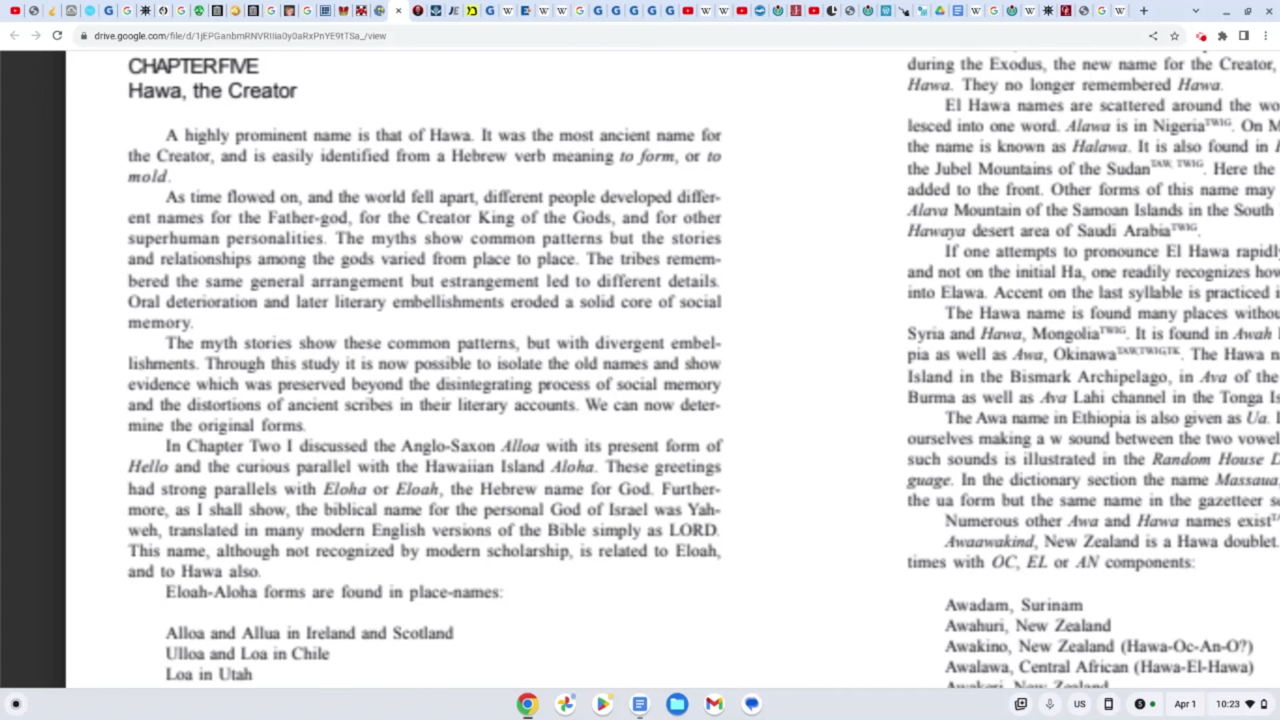 drive.google.com/file/d/1jEPGanbmRNVRIIia0y0aRxPnYE9tTSa_/view
CHAPTER FIVE
Hawa, the Creator
A highly prominent name is that of Hawa. It was the most ancient name for
the Creator, and is easily identified from a Hebrew verb meaning to form, or to
mold.
As time flowed on, and the world fell apart, different people developed differ-
ent names for the Father-god, for the Creator King of the Gods, and for other
superhuman personalities. The myths show common patterns but the stories
and relationships among the gods varied from place to place. The tribes remem-
bered the same general arrangement but estrangement led to different details.
Oral deterioration and later literary embellishments eroded a solid core of social
memory.
The myth stories show these common patterns, but with divergent embel-
lishments. Through this study it is now possible to isolate the old names and show
evidence which was preserved beyond the disintegrating process of social memory
and the distortions of ancient scribes in their literary accounts. We can now deter-
mine the original forms.
In Chapter Two I discussed the Anglo-Saxon Alloa with its present form of
Hello and the curious parallel with the Hawaiian Island Aloha. These greetings
had strong parallels with Eloha or Eloah, the Hebrew name for God. Further-
more, as I shall show, the biblical name for the personal God of Israel was Yah-
weh, translated in many modern English versions of the Bible simply as LORD.
This name, although not recognized by modern scholarship, is related to Eloah,
and to Hawa also.
Eloah-Aloha forms are found in place-names:
Alloa and Allua in Ireland and Scotland
Ulloa and Loa in Chile
Loa in Utah
during the Exodus, the new name for the Creator,
Hawa. They no longer remembered Hawa.
El Hawa names are scattered around the wo
lesced into one word. Alawa is in Nigeria TWIG. On M
the name is known as Halawa. It is also found in
the Jubel Mountains of the Sudan TAW, TWIG. Here the
added to the front. Other forms of this name may
Alava Mountain of the Samoan Islands in the South
Hawaya desert area of Saudi Arabia TWIG.
If one attempts to pronounce El Hawa rapidl
and not on the initial Ha, one readily recognizes how
into Elawa. Accent on the last syllable is practiced i
The Hawa name is found many places withou
Syria and Hawa, Mongolia TWIG. It is found in Awah
pia as well as Awa, Okinawa TAW,TWIG,TK. The Hawa n
Island in the Bismark Archipelago, in Ava of the
Burma as well as Ava Lahi channel in the Tonga Is
The Awa name in Ethiopia is also given as Ua.
ourselves making a w sound between the two vowel
such sounds is illustrated in the Random House D
guage. In the dictionary section the name Massaua,
the ua form but the same name in the gazetteer s
Numerous other Awa and Hawa names exist
Awaawakind, New Zealand is a Hawa doublet.
times with OC, EL or AN components:
Awadam, Surinam
Awahuri, New Zealand
Awakino, New Zealand (Hawa-Oc-An-O?)
Awalawa, Central African (Hawa-El-Hawa)
US
Apr 1
10:23